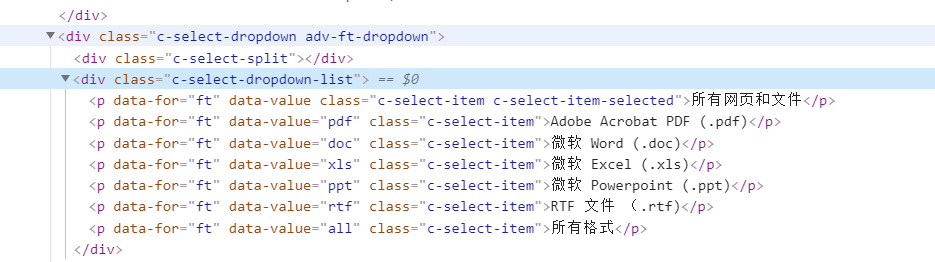 </div>
▼<div class="c-select-dropdown adv-ft-dropdown">
<div class="c-select-split"></div>
▼<div class="c-select-dropdown-list"> == $0
<p data-for="ft" data-value class="c-select-item c-select-item-selected">所有网页和文件</p>
<p data-for="ft" data-value="pdf" class="c-select-item">Adobe Acrobat PDF (.pdf)</p>
<p data-for="ft" data-value="doc" class="c-select-item">微软 Word (.doc)</p>
<p data-for="ft" data-value="xls" class="c-select-item">微软 Excel (.xls)</p>
<p data-for="ft" data-value="ppt" class="c-select-item">微软 Powerpoint (.ppt)</p>
<p data-for="ft" data-value="rtf" class="c-select-item">RTF 文件 （.rtf)</p>
<p data-for="ft" data-value="all" class="c-select-item">所有格式</p>
</div>